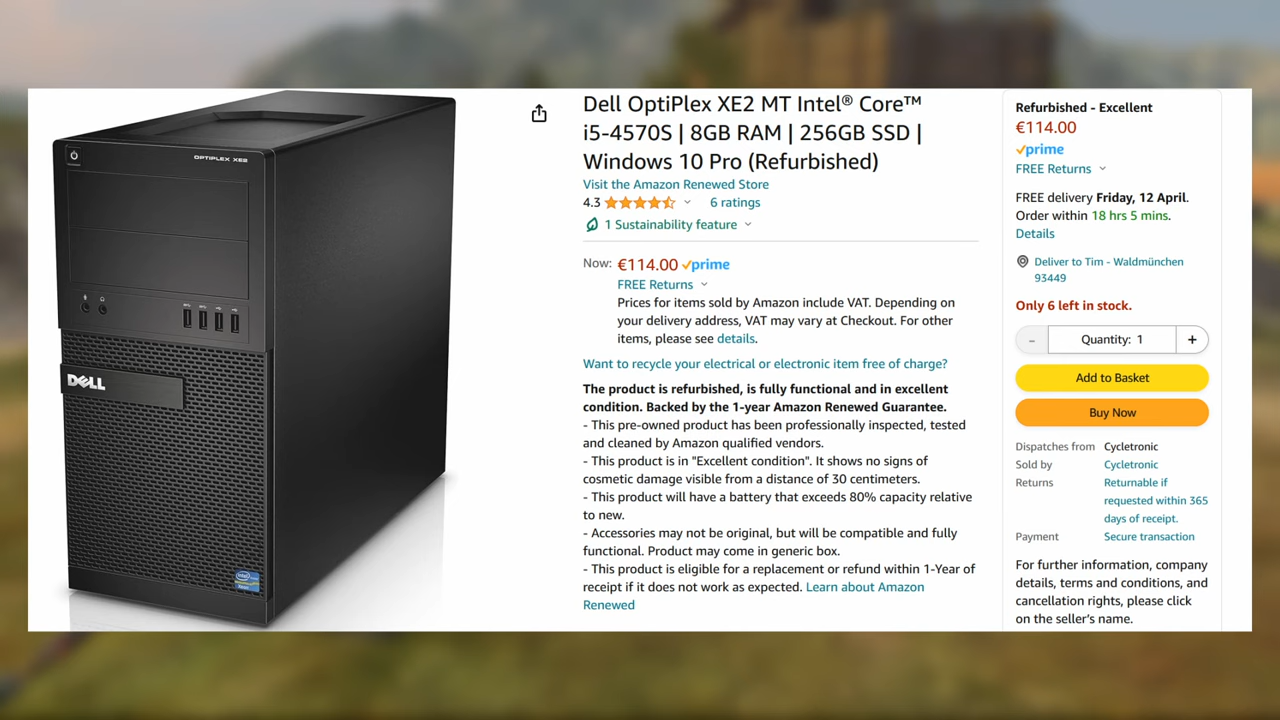 OPTIPLEX XE2
DELL
Dell OptiPlex XE2 MT Intel® Core™
i5-4570S | 8GB RAM | 256GB SSD |
Windows 10 Pro (Refurbished)
Visit the Amazon Renewed Store
4.3 6 ratings
1 Sustainability feature
Now: €114.00 prime
FREE Returns
Prices for items sold by Amazon include VAT. Depending on
your delivery address, VAT may vary at Checkout. For other
items, please see details.
Want to recycle your electrical or electronic item free of charge?
The product is refurbished, is fully functional and in excellent
condition. Backed by the 1-year Amazon Renewed Guarantee.
- This pre-owned product has been professionally inspected, tested
and cleaned by Amazon qualified vendors.
- This product is in "Excellent condition". It shows no signs of
cosmetic damage visible from a distance of 30 centimeters.
- This product will have a battery that exceeds 80% capacity relative
to new.
- Accessories may not be original, but will be compatible and fully
functional. Product may come in generic box.
- This product is eligible for a replacement or refund within 1-Year of
receipt if it does not work as expected. Learn about Amazon
Renewed
Refurbished - Excellent
€114.00
prime
FREE Returns
FREE delivery Friday, 12 April.
Order within 18 hrs 5 mins.
Details
Deliver to Tim - Waldmünchen
93449
Only 6 left in stock.
- Quantity: 1 +
Add to Basket
Buy Now
Dispatches from Cycletronic
Sold by Cycletronic
Returns Returnable if
requested within 365
days of receipt.
Payment Secure transaction
For further information, company
details, terms and conditions, and
cancellation rights, please click
on the seller's name.